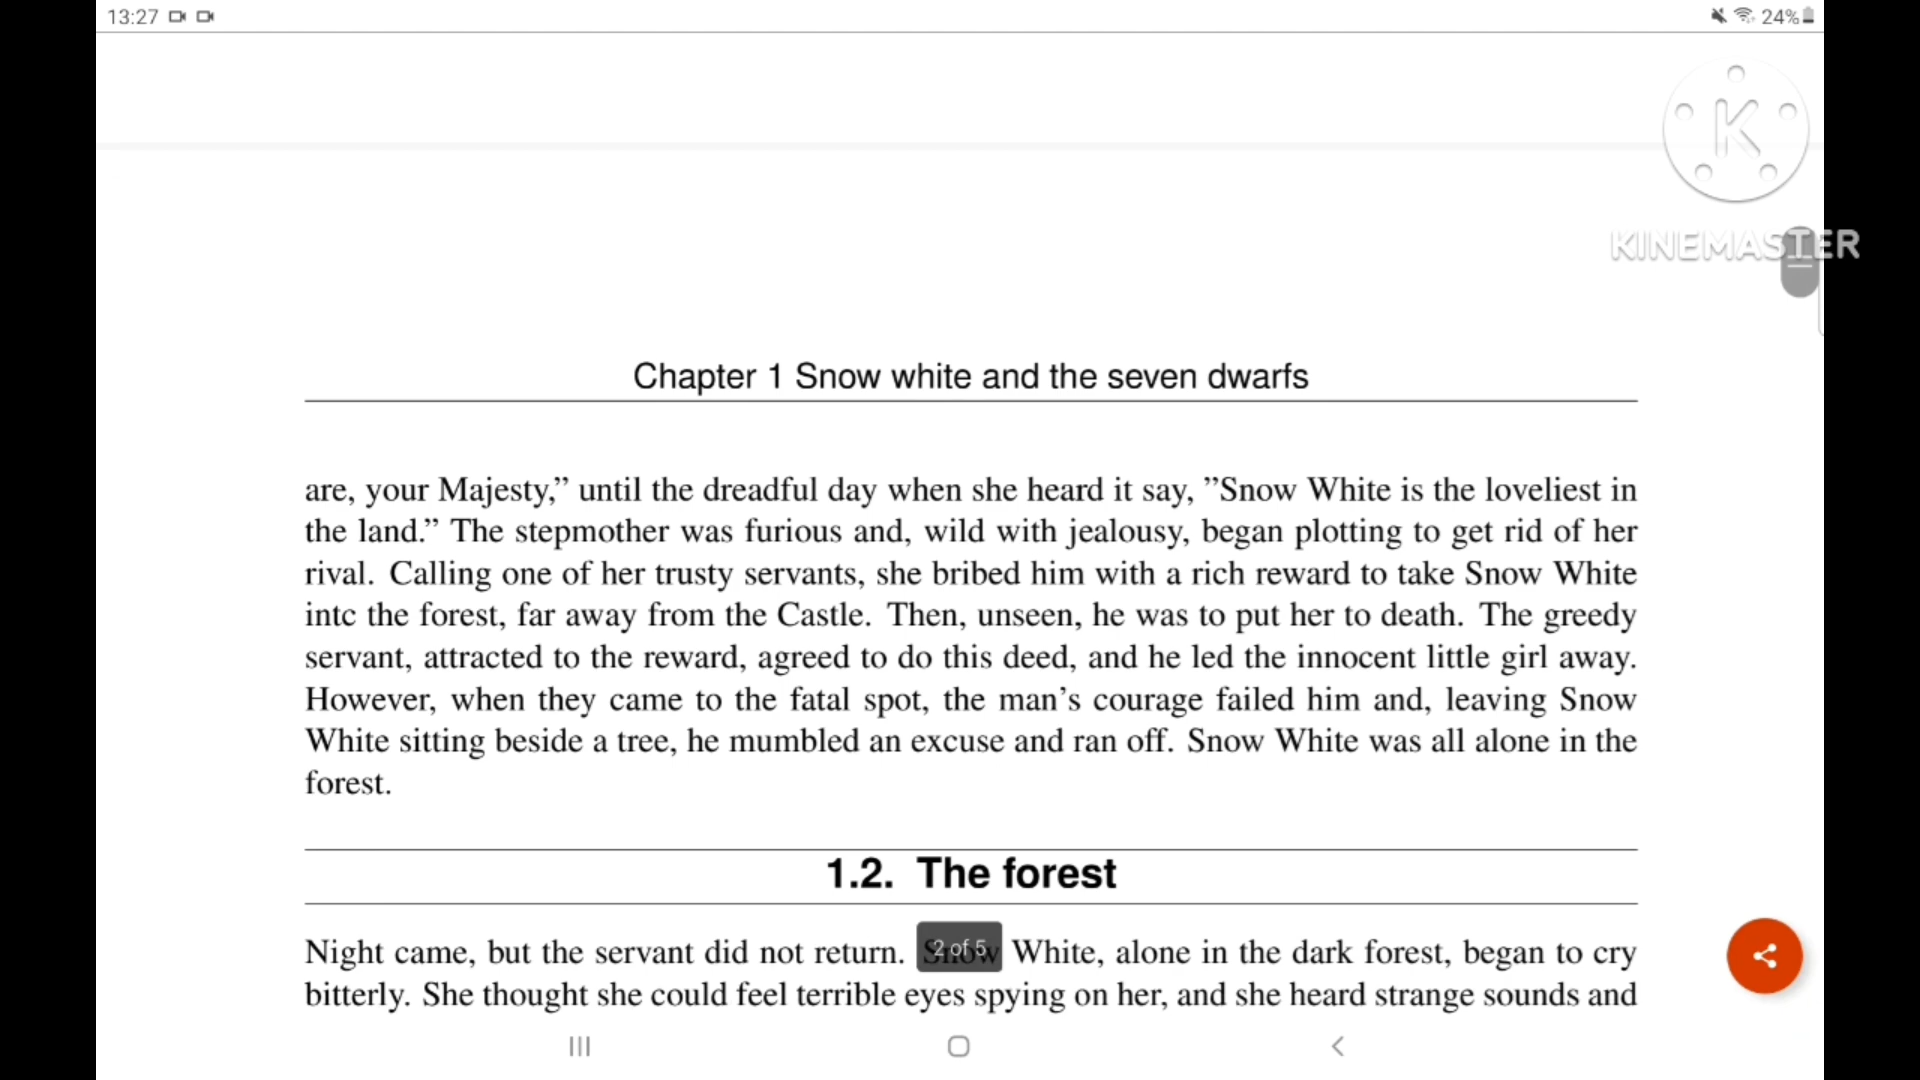 13:27
24%
K
KINEMASTER
Chapter 1 Snow white and the seven dwarfs
are, your Majesty,” until the dreadful day when she heard it say, ”Snow White is the loveliest in
the land.” The stepmother was furious and, wild with jealousy, began plotting to get rid of her
rival. Calling one of her trusty servants, she bribed him with a rich reward to take Snow White
intc the forest, far away from the Castle. Then, unseen, he was to put her to death. The greedy
servant, attracted to the reward, agreed to do this deed, and he led the innocent little girl away.
However, when they came to the fatal spot, the man’s courage failed him and, leaving Snow
White sitting beside a tree, he mumbled an excuse and ran off. Snow White was all alone in the
forest.
1.2. The forest
Night came, but the servant did not return. Snow White, alone in the dark forest, began to cry
2 of 5
bitterly. She thought she could feel terrible eyes spying on her, and she heard strange sounds and